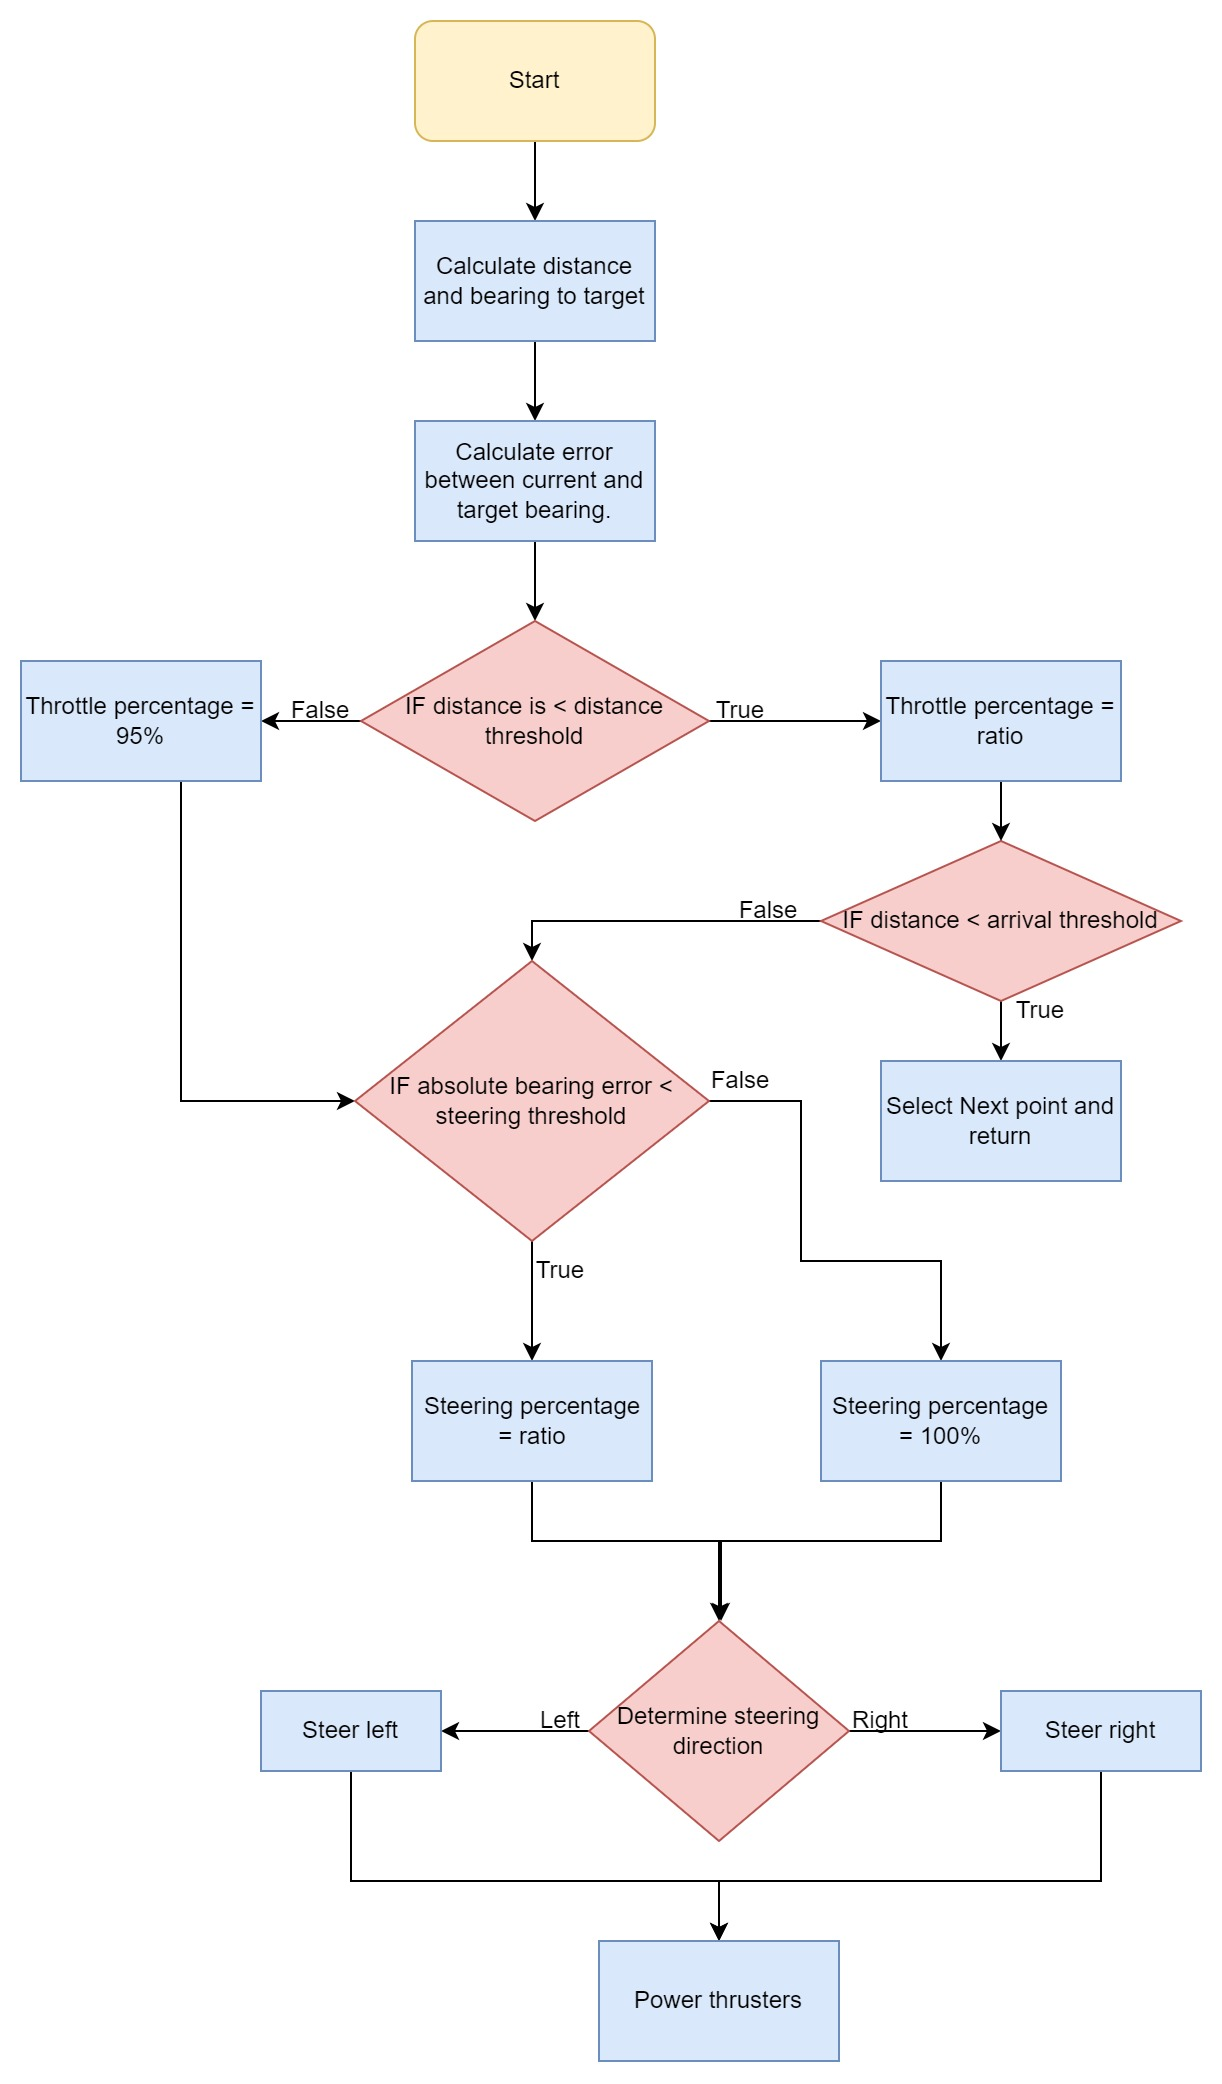 Start
Calculate distance
and bearing to target
Calculate error
between current and
target bearing.
Throttle percentage =
95%
False
IF distance is < distance
threshold
True
Throttle percentage =
ratio
False
IF distance < arrival threshold
True
IF absolute bearing error <
steering threshold
False
Select Next point and
return
True
Steering percentage
= ratio
Steering percentage
= 100%
Steer left
Left
Determine steering
direction
Right
Steer right
Power thrusters